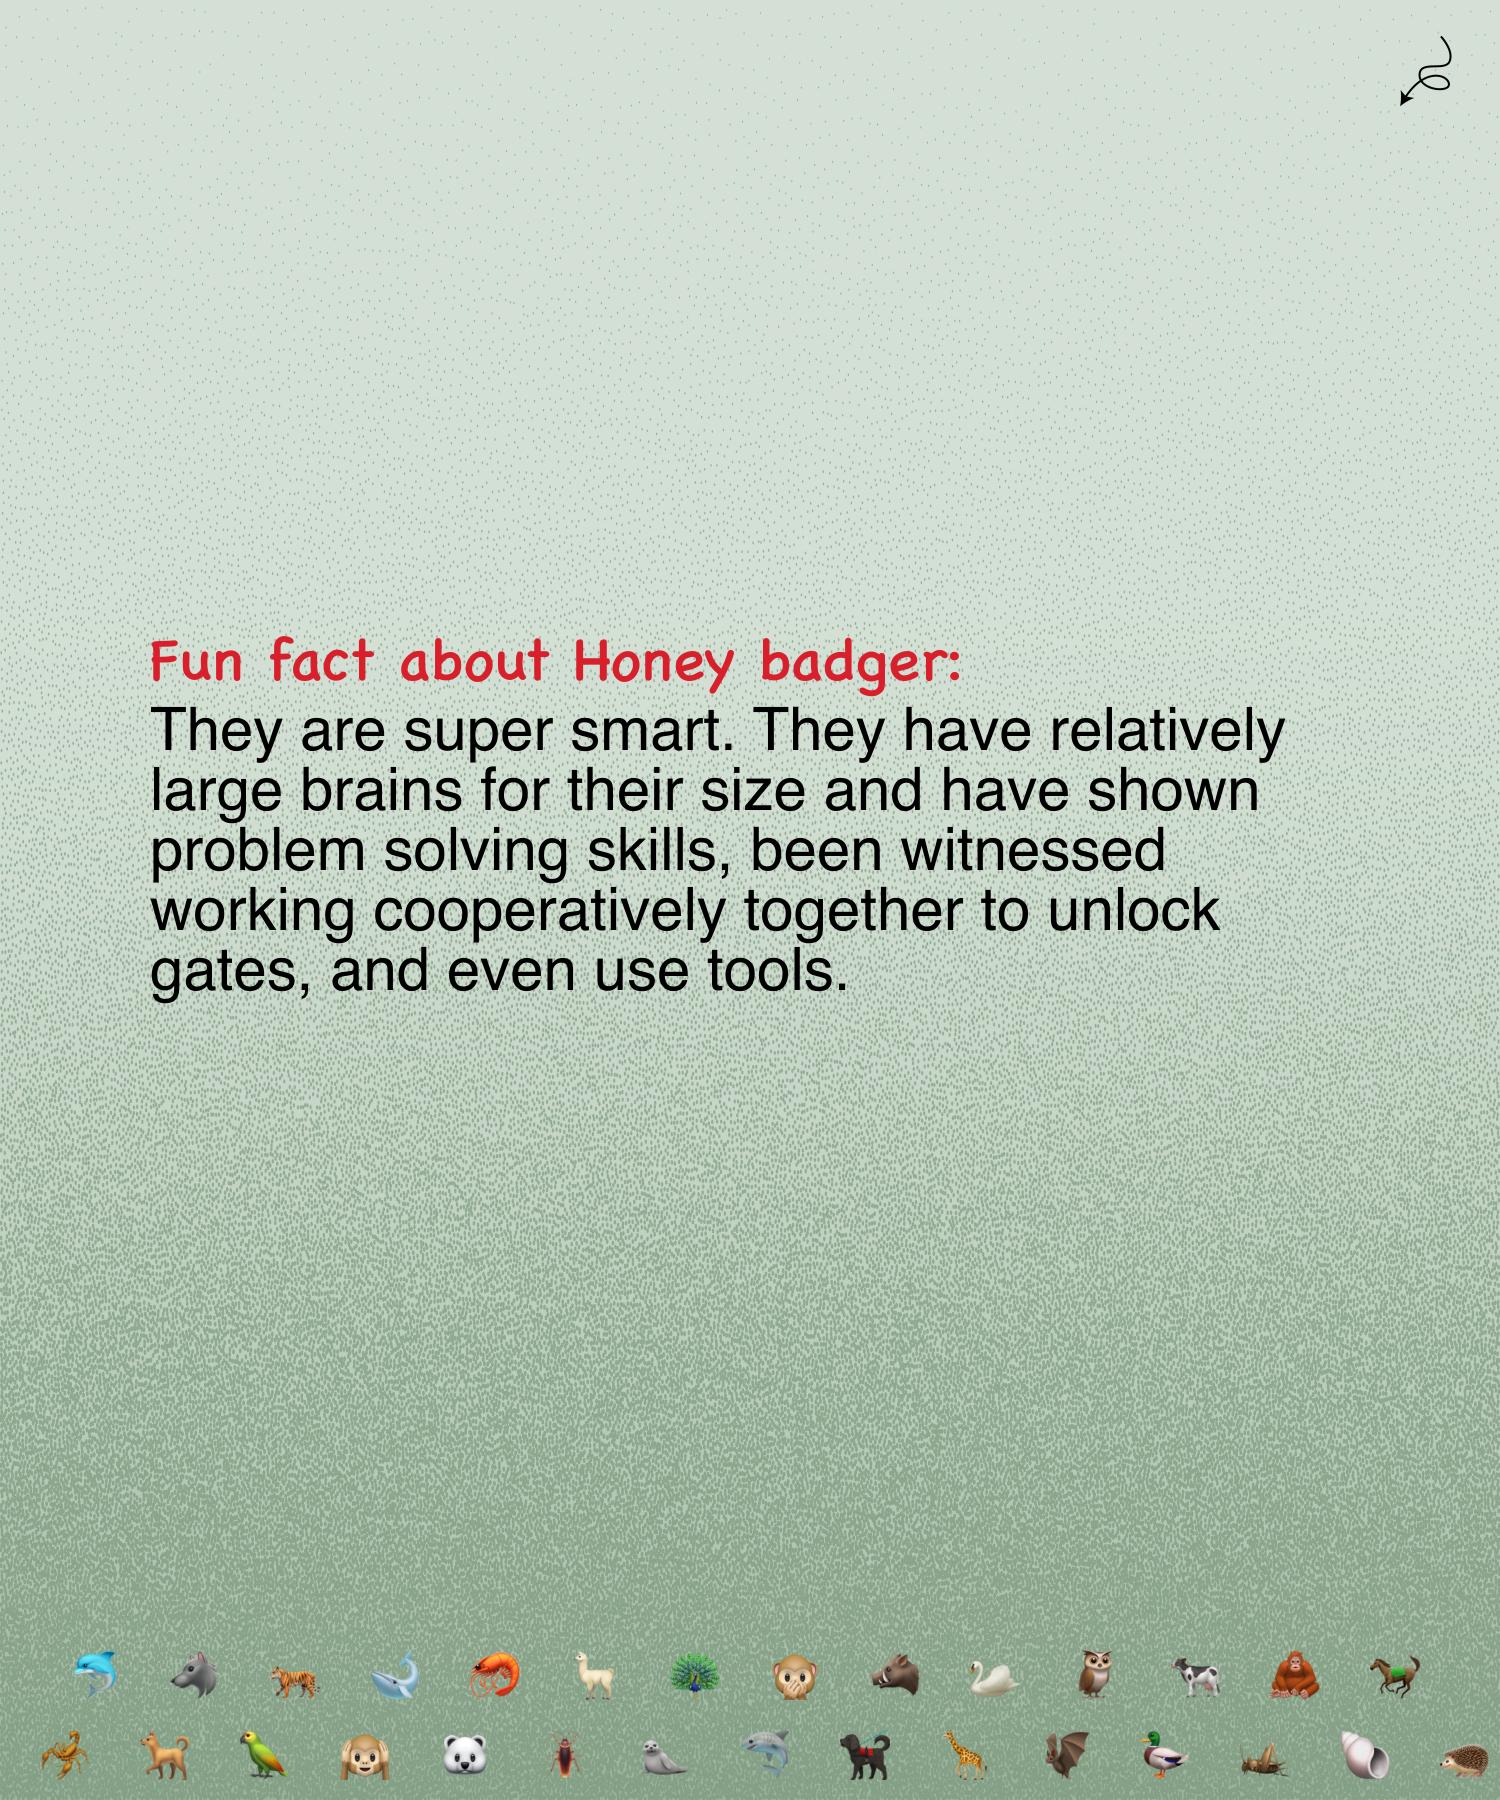 Fun fact about Honey badger:
They are super smart. They have relatively
large brains for their size and have shown
problem solving skills, been witnessed
working cooperatively together to unlock
gates, and even use tools.